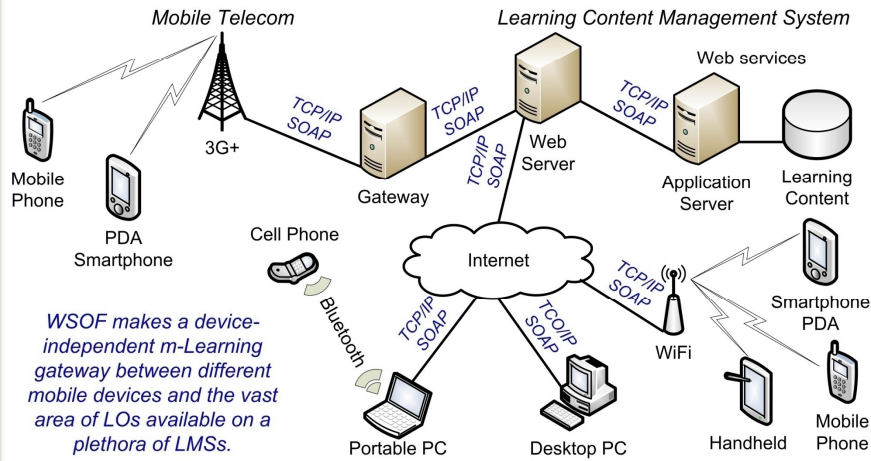 Mobile Telecom
Learning Content Management System
Web services
TCP/IP
SOAP
TCP/IP
SOAP
TCP/IP
SOAP
3G+
Web
Server
TCP/IP
SOAP
Mobile
Phone
Gateway
Application
Server
Learning
Content
PDA
Smartphone
Cell Phone
Internet
TCP/IP
SOAP
Smartphone
PDA
Bluetooth
TCP/IP
SOAP
TCO/IP
SOAP
WiFi
WSOF makes a device-
independent m-Learning
gateway between different
mobile devices and the vast
area of LOs available on a
plethora of LMSs.
Portable PC
Desktop PC
Handheld
Mobile
Phone